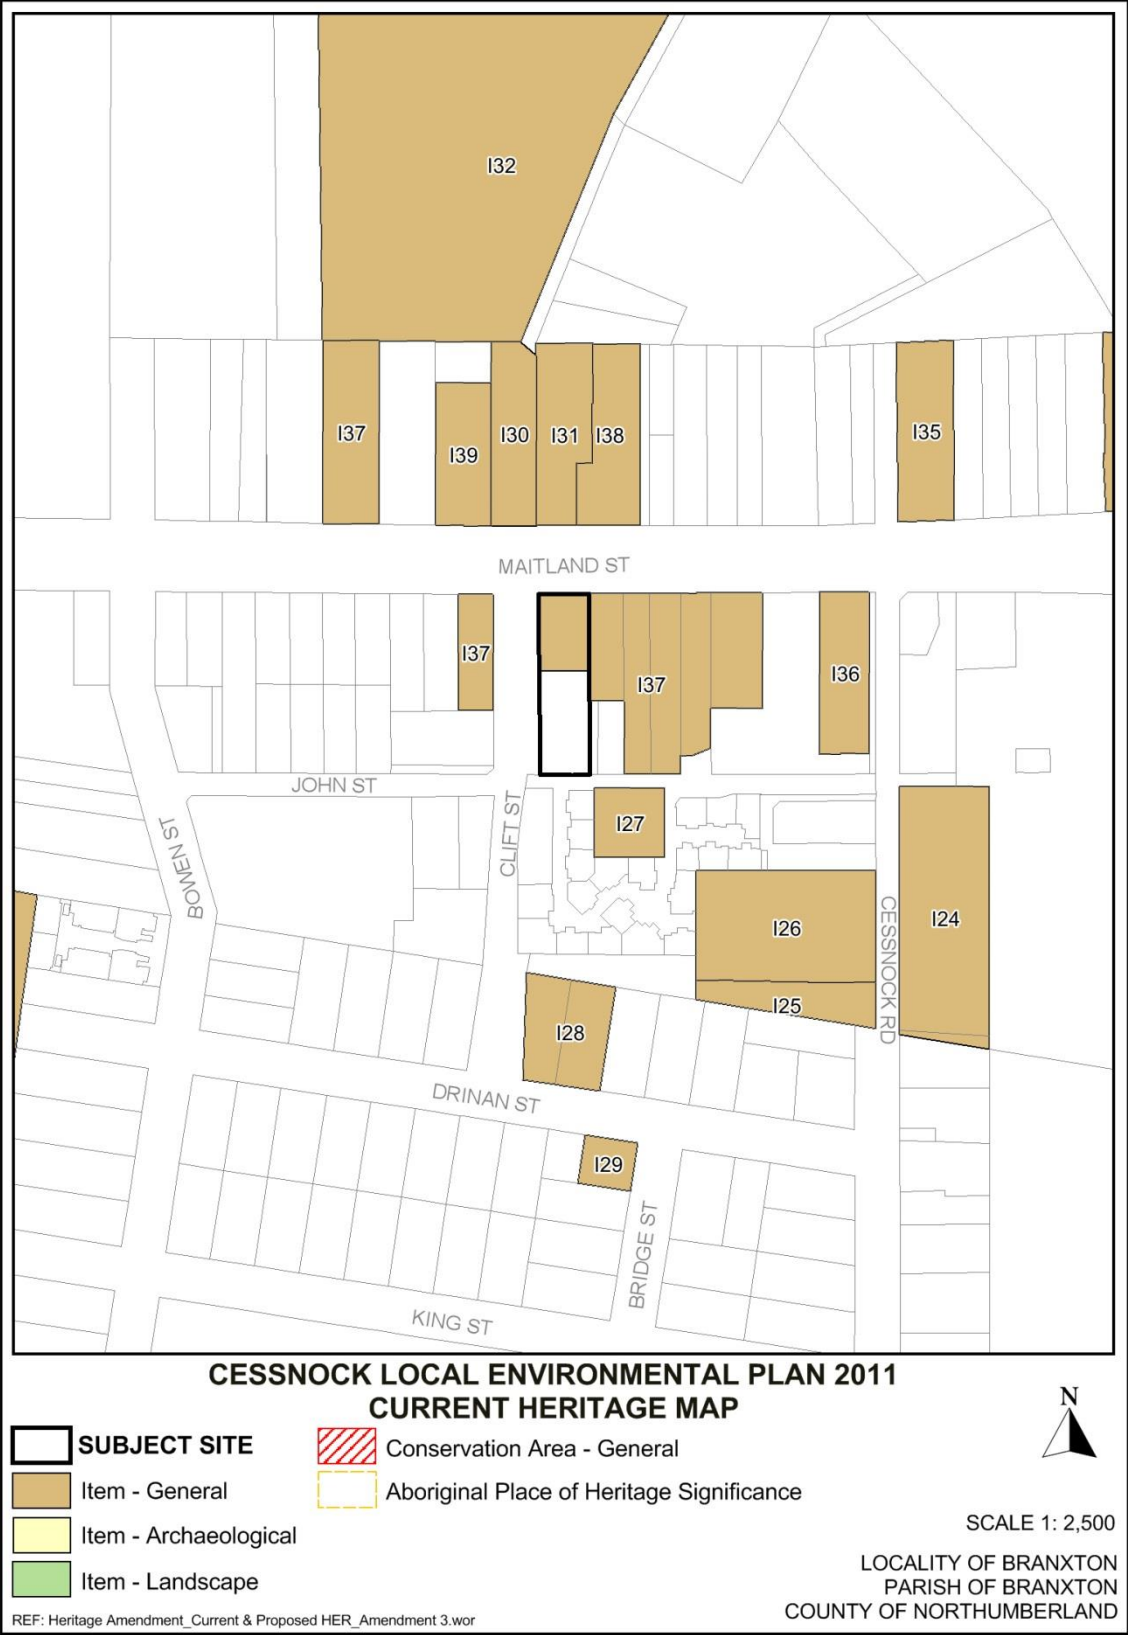 I32
I37
I39
I30
I31
I38
I35
MAITLAND ST
I37
I37
I36
JOHN ST
CLIFT ST
BOWEN ST
I27
I26
I25
CESSNOCK RD
I24
I28
DRINAN ST
I29
BRIDGE ST
KING ST
CESSNOCK LOCAL ENVIRONMENTAL PLAN 2011
CURRENT HERITAGE MAP
N
SUBJECT SITE
Conservation Area - General
Item - General
Aboriginal Place of Heritage Significance
Item - Archaeological
Item - Landscape
SCALE 1: 2,500
LOCALITY OF BRANXTON
PARISH OF BRANXTON
COUNTY OF NORTHUMBERLAND
REF: Heritage Amendment_Current & Proposed HER_Amendment 3.wor